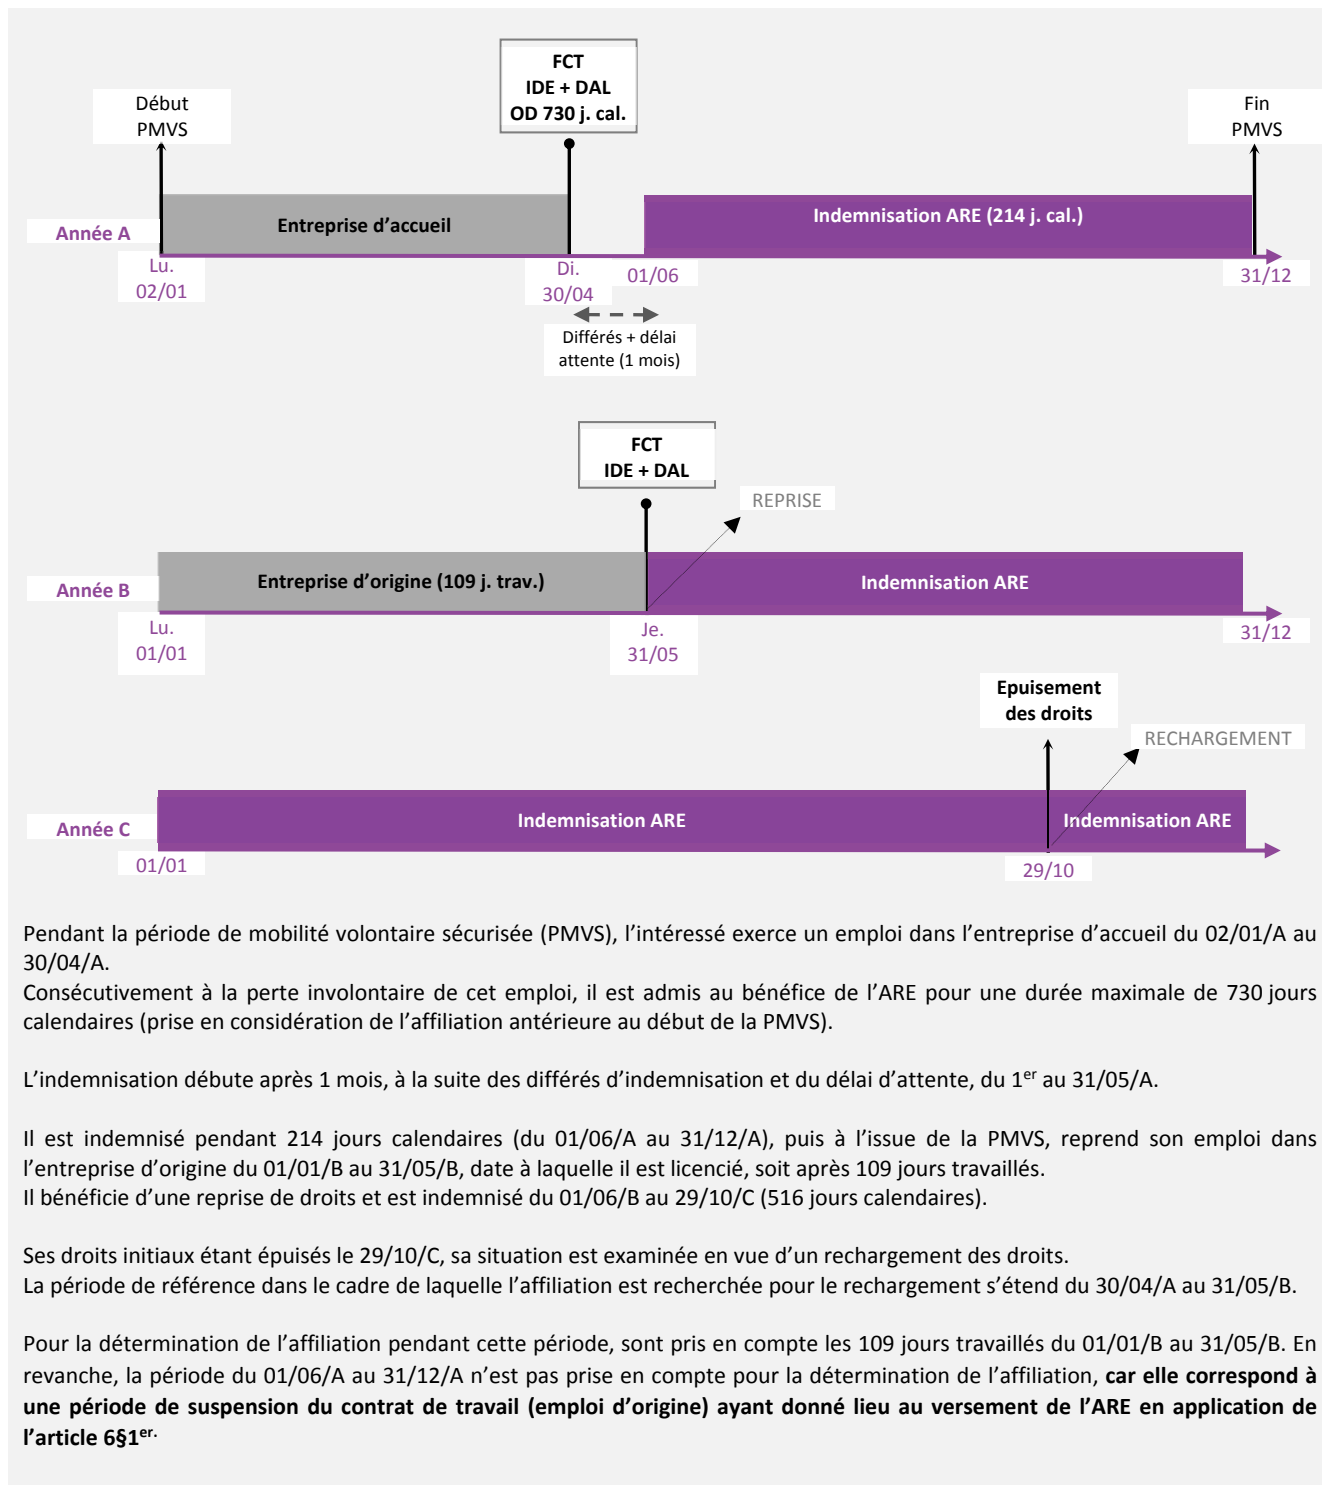 FCT
IDE + DAL
OD 730 j. cal.
Début
PMVS
Fin
PMVS
Entreprise d’accueil
Indemnisation ARE (214 j. cal.)
Année A
Lu.
02/01
Di.
30/04
01/06
31/12
Différés + délai
attente (1 mois)
FCT
IDE + DAL
REPRISE
Entreprise d’origine (109 j. trav.)
Indemnisation ARE
Année B
Lu.
01/01
Je.
31/05
31/12
Epuisement
des droits
RECHARGEMENT
Indemnisation ARE
Indemnisation ARE
Année C
01/01
29/10
Pendant la période de mobilité volontaire sécurisée (PMVS), l’intéressé exerce un emploi dans l’entreprise d’accueil du 02/01/A au
30/04/A.
Consécutivement à la perte involontaire de cet emploi, il est admis au bénéfice de l’ARE pour une durée maximale de 730 jours
calendaires (prise en considération de l’affiliation antérieure au début de la PMVS).
L’indemnisation débute après 1 mois, à la suite des différés d’indemnisation et du délai d’attente, du 1er au 31/05/A.
Il est indemnisé pendant 214 jours calendaires (du 01/06/A au 31/12/A), puis à l’issue de la PMVS, reprend son emploi dans
l’entreprise d’origine du 01/01/B au 31/05/B, date à laquelle il est licencié, soit après 109 jours travaillés.
Il bénéficie d’une reprise de droits et est indemnisé du 01/06/B au 29/10/C (516 jours calendaires).
Ses droits initiaux étant épuisés le 29/10/C, sa situation est examinée en vue d’un rechargement des droits.
La période de référence dans le cadre de laquelle l’affiliation est recherchée pour le rechargement s’étend du 30/04/A au 31/05/B.
Pour la détermination de l’affiliation pendant cette période, sont pris en compte les 109 jours travaillés du 01/01/B au 31/05/B. En
revanche, la période du 01/06/A au 31/12/A n’est pas prise en compte pour la détermination de l’affiliation, car elle correspond à
une période de suspension du contrat de travail (emploi d’origine) ayant donné lieu au versement de l’ARE en application de
l’article 6§1er.